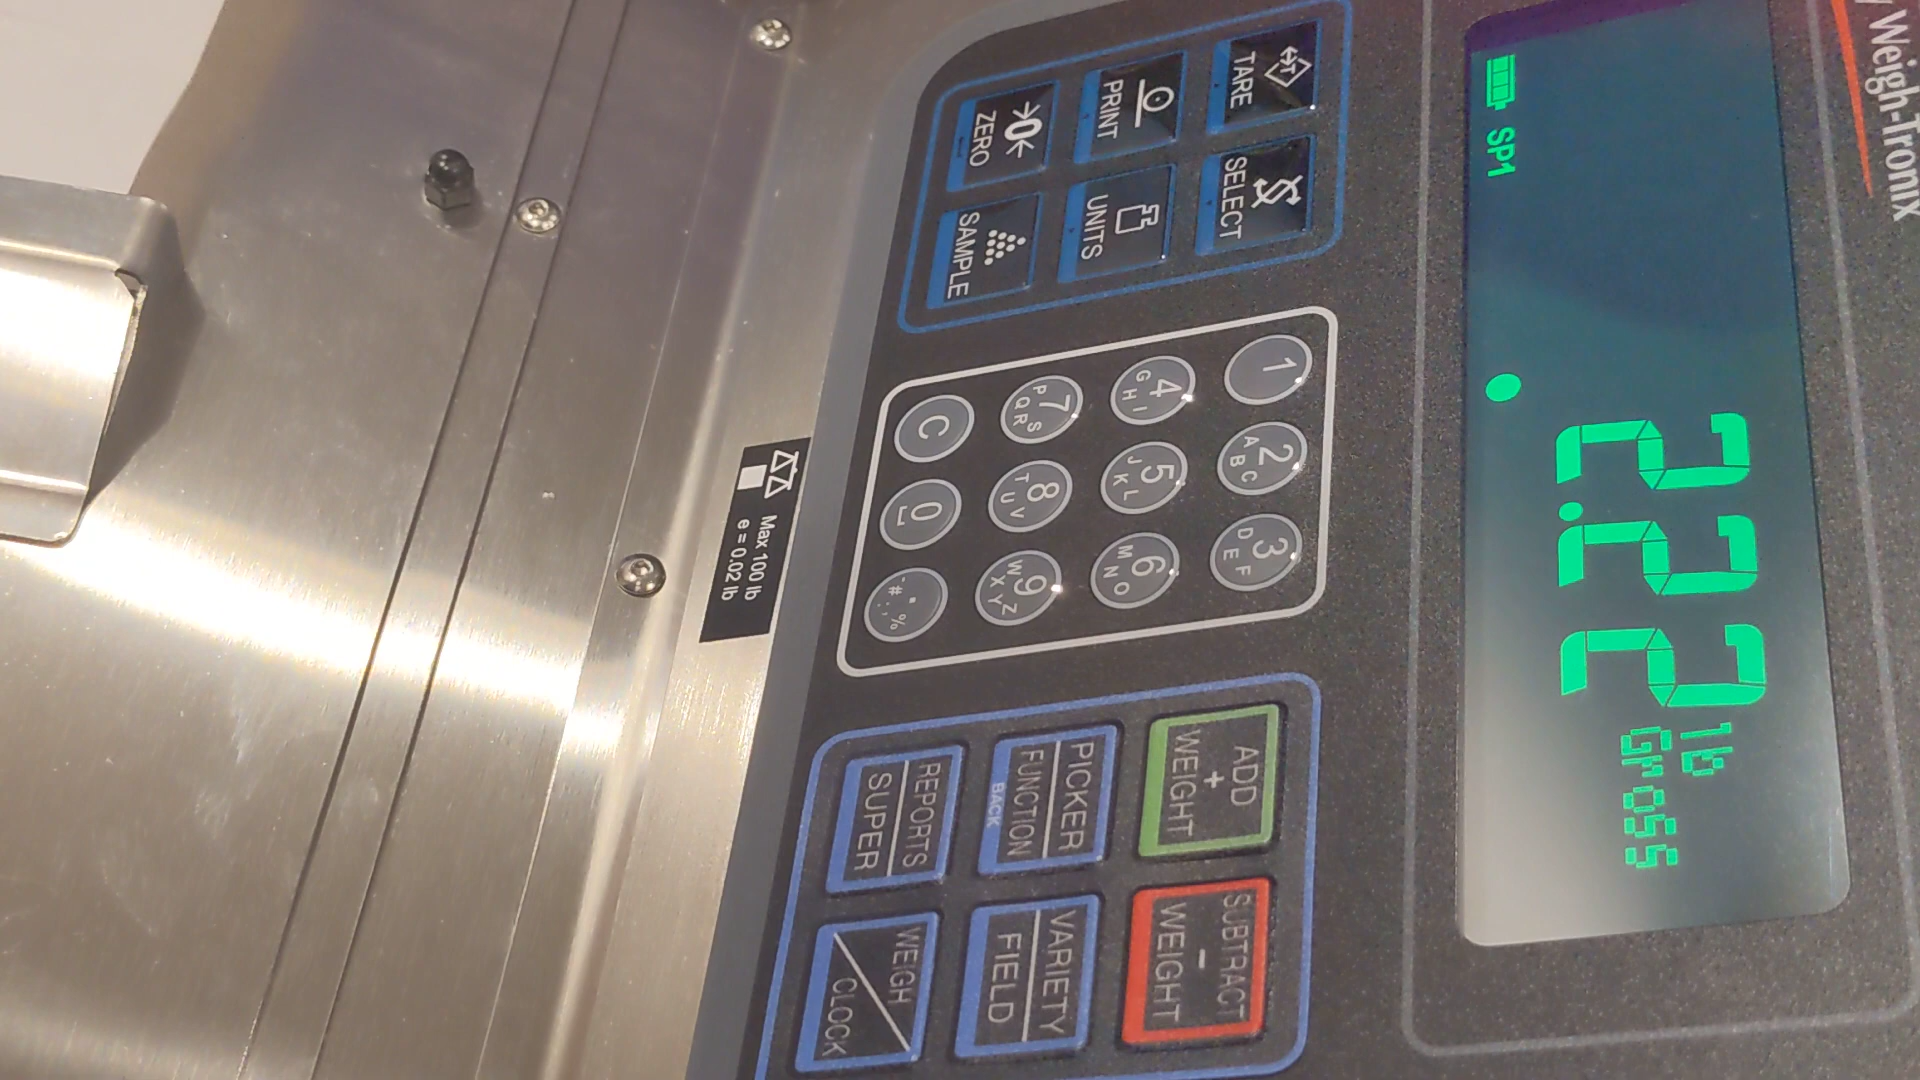 Weigh-Tronix
SP1
2.22
lb
Gross
TARE
SELECT
PRINT
UNITS
ZERO
SAMPLE
1
2 ABC
3 DEF
4 GHI
5 JKL
6 MNO
7 PQRS
8 TUV
9 WXYZ
C
0
ADD
+
WEIGHT
SUBTRACT
-
WEIGHT
PICKER
FUNCTION
BACK
VARIETY
FIELD
REPORTS
SUPER
WEIGH
CLOCK
Max 100 lb
e = 0.02 lb